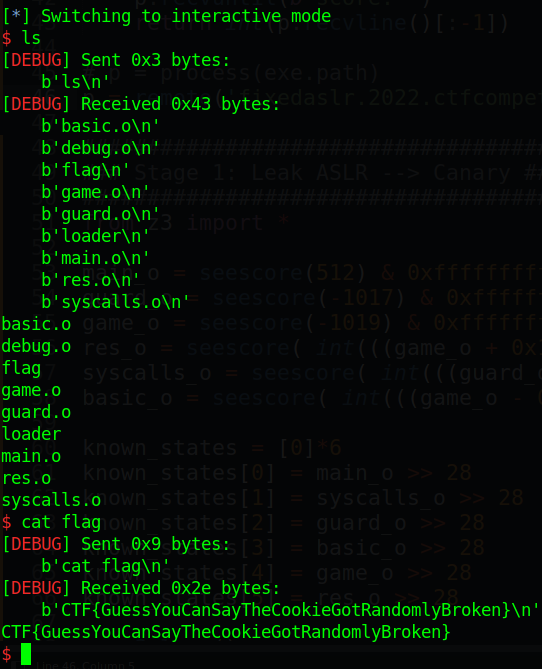 [*] Switching to interactive mode
$ ls
[DEBUG] Sent 0x3 bytes:
    b'ls\n'
[DEBUG] Received 0x43 bytes:
    b'basic.o\n'
    b'debug.o\n'
    b'flag\n'
    b'game.o\n'
    b'guard.o\n'
    b'loader\n'
    b'main.o\n'
    b'res.o\n'
    b'syscalls.o\n'
basic.o
debug.o
flag
game.o
guard.o
loader
main.o
res.o
syscalls.o
$ cat flag
[DEBUG] Sent 0x9 bytes:
    b'cat flag\n'
[DEBUG] Received 0x2e bytes:
    b'CTF{GuessYouCanSayTheCookieGotRandomlyBroken}\n'
CTF{GuessYouCanSayTheCookieGotRandomlyBroken}
$